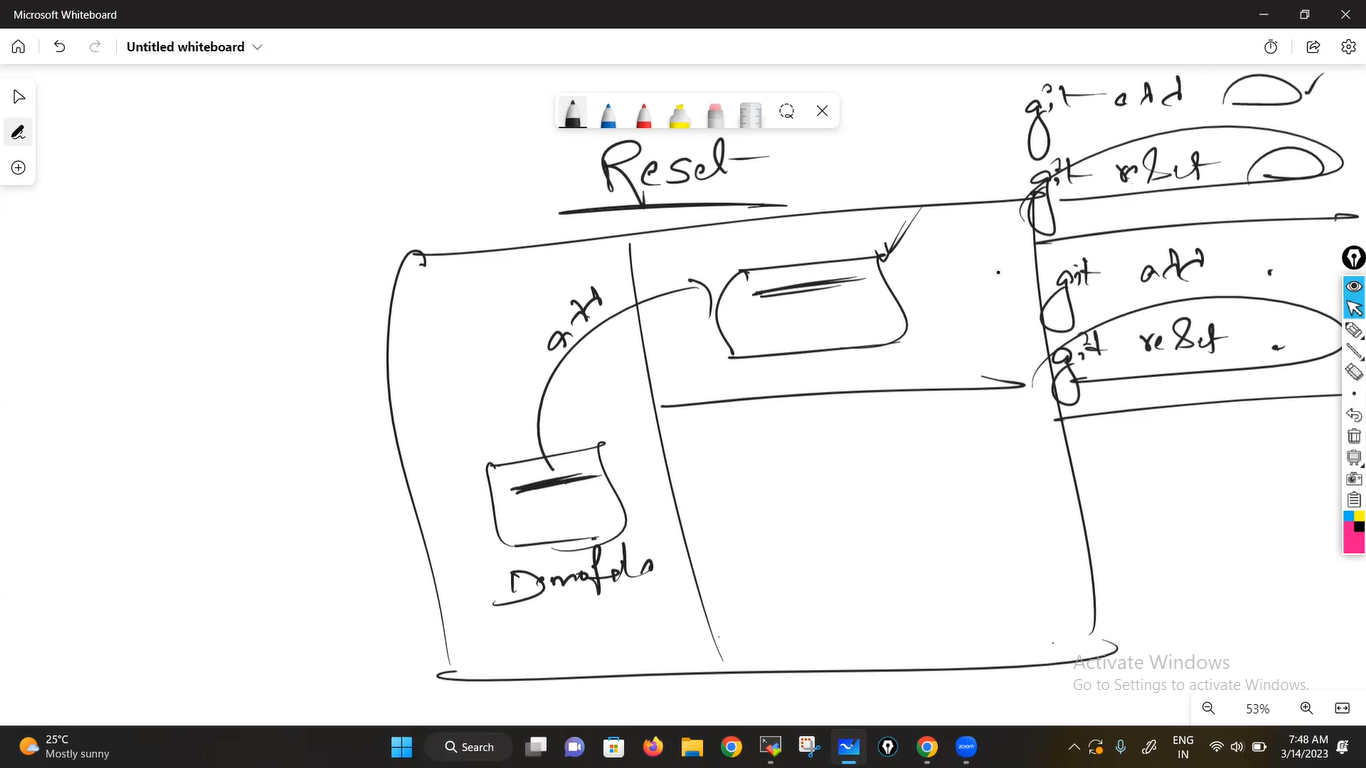 Microsoft Whiteboard
Untitled whiteboard
git add
Reset
git reset
git add .
add
git reset .
Activate Windows
Go to Settings to activate Windows.
53%
25°C
Mostly sunny
Search
zoom
ENG
IN
7:48 AM
3/14/2023